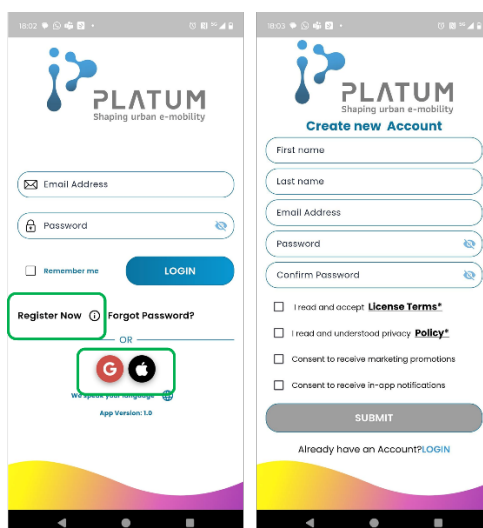 18:02
PLATUM
Shaping urban e-mobility
Email Address
Password
Remember me
LOGIN
Register Now
Forgot Password?
OR
G
We speak your language
App Version: 1.0
18:03
PLATUM
Shaping urban e-mobility
Create new Account
First name
Last name
Email Address
Password
Confirm Password
I read and accept License Terms*
I read and understood privacy Policy*
Consent to receive marketing promotions
Consent to receive in-app notifications
SUBMIT
Already have an Account?LOGIN